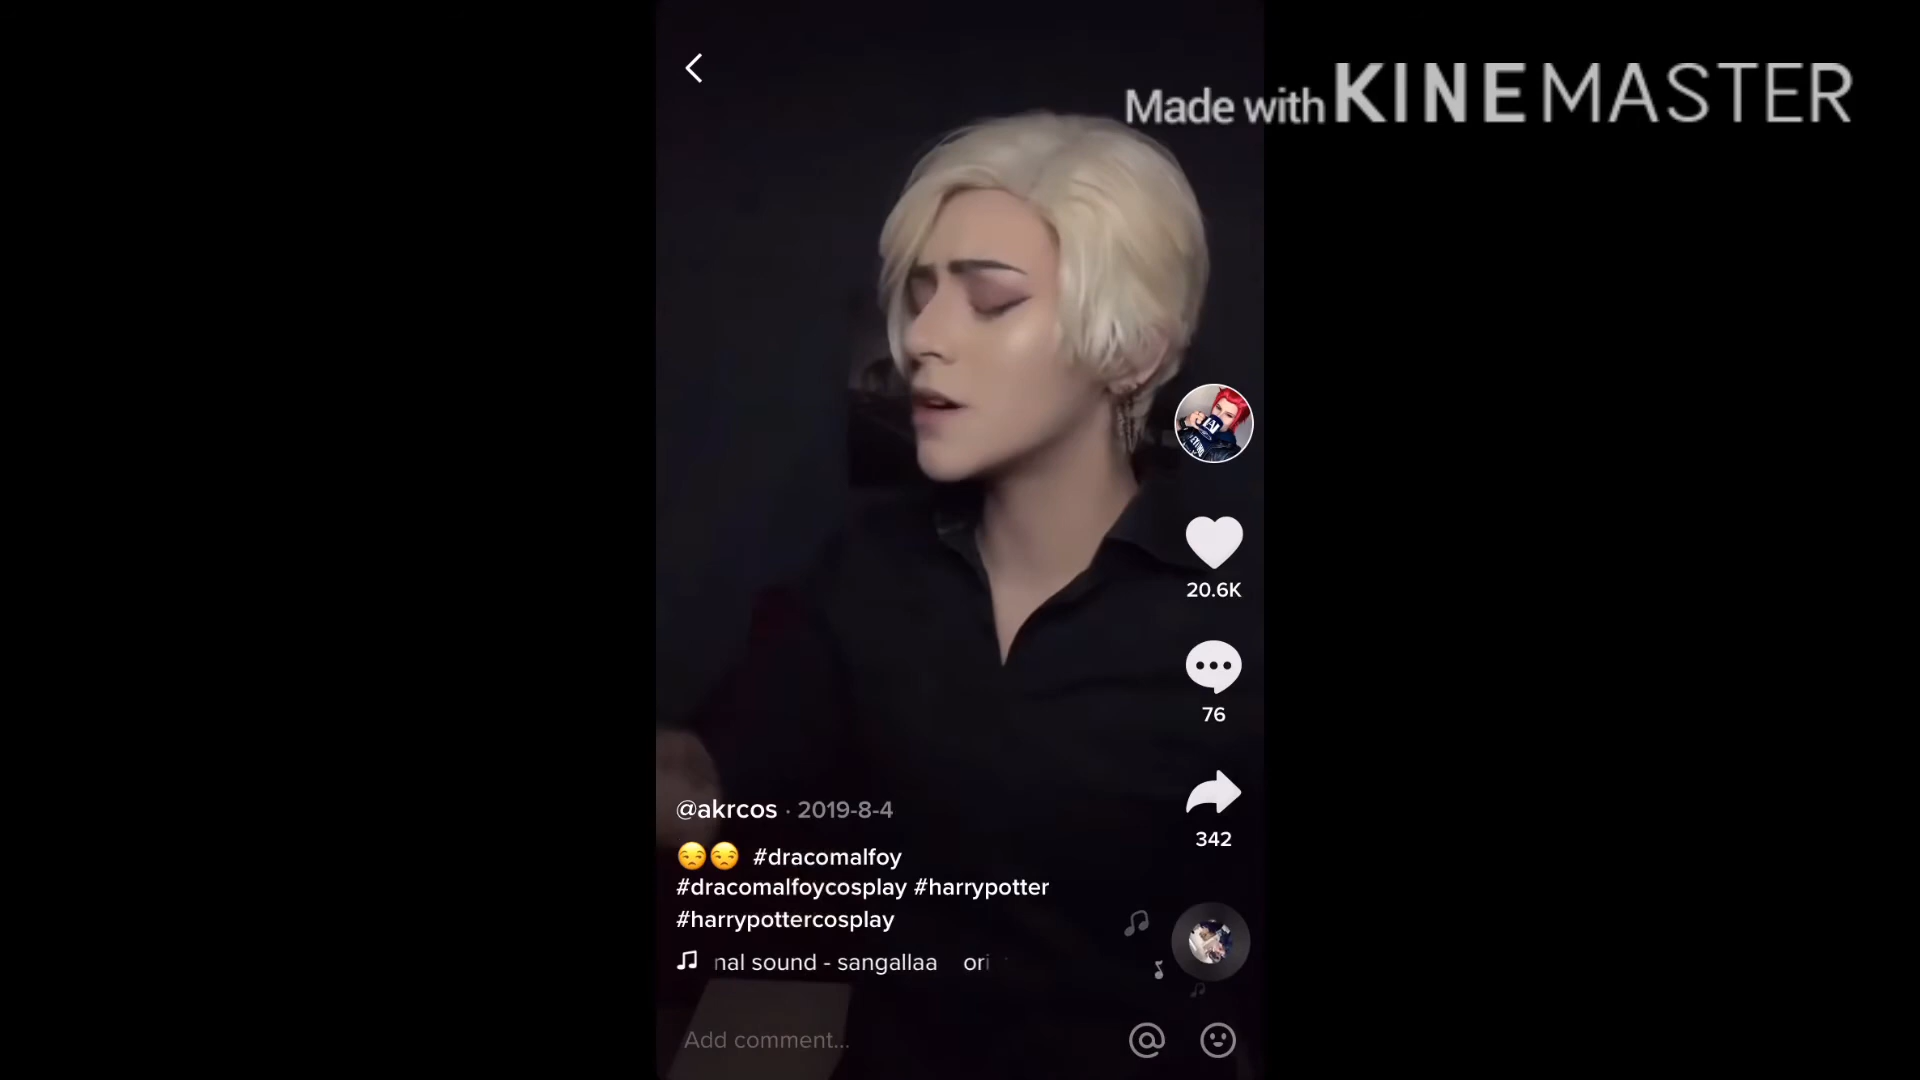 Made with KINEMASTER
20.6K
76
342
@akrcos · 2019-8-4
😒😒 #dracomalfoy
#dracomalfoycosplay #harrypotter
#harrypottercosplay
nal sound - sangallaa ori
Add comment...